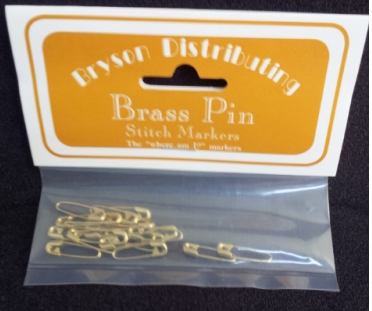 Bryson Distributing
Brass Pin
Stitch Markers
The "where am I?" markers